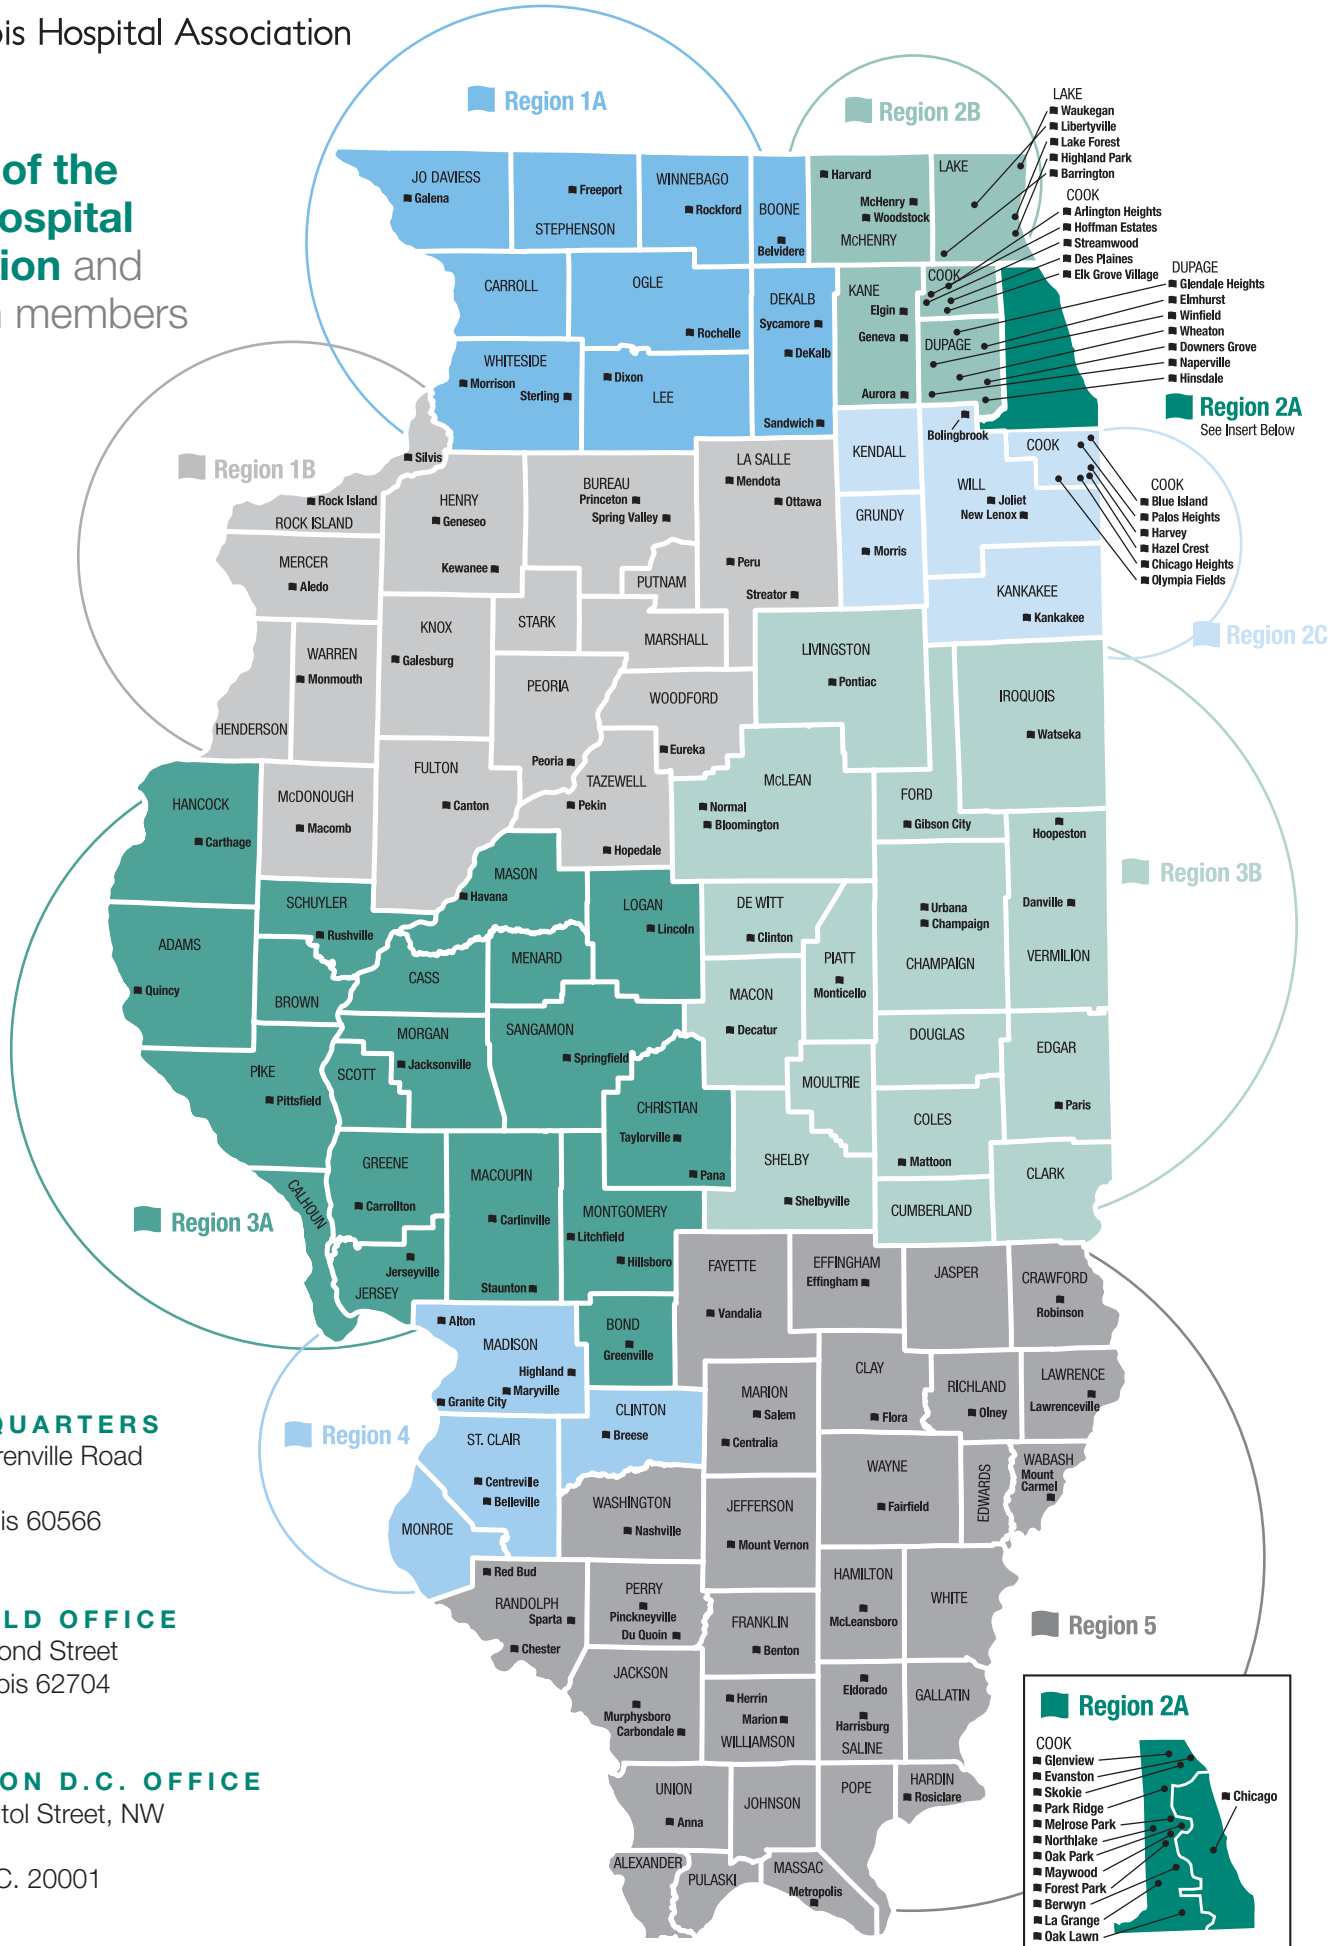 is Hospital Association
of the
ospital
ion and
members
Region 1A
JO DAVIESS
Galena
Freeport
STEPHENSON
WINNEBAGO
Rockford
BOONE
Belvidere
CARROLL
OGLE
Rochelle
DEKALB
Sycamore
DeKalb
Sandwich
WHITESIDE
Morrison
Sterling
Dixon
LEE
Region 2B
Harvard
McHenry
Woodstock
McHENRY
LAKE
KANE
Elgin
Geneva
Aurora
COOK
DUPAGE
LAKE
Waukegan
Libertyville
Lake Forest
Highland Park
Barrington
COOK
Arlington Heights
Hoffman Estates
Streamwood
Des Plaines
Elk Grove Village
DUPAGE
Glendale Heights
Elmhurst
Winfield
Wheaton
Downers Grove
Naperville
Hinsdale
Region 2A
See Insert Below
Region 1B
Silvis
Rock Island
ROCK ISLAND
HENRY
Geneseo
Kewanee
BUREAU
Princeton
Spring Valley
LA SALLE
Mendota
Ottawa
Peru
Streator
MERCER
Aledo
PUTNAM
STARK
MARSHALL
KNOX
Galesburg
WARREN
Monmouth
HENDERSON
PEORIA
Peoria
WOODFORD
Eureka
FULTON
Canton
TAZEWELL
Pekin
Hopedale
McDONOUGH
Macomb
KENDALL
Bolingbrook
COOK
WILL
Joliet
New Lenox
GRUNDY
Morris
KANKAKEE
Kankakee
COOK
Blue Island
Palos Heights
Harvey
Hazel Crest
Chicago Heights
Olympia Fields
Region 2C
LIVINGSTON
Pontiac
IROQUOIS
Watseka
McLEAN
Normal
Bloomington
FORD
Gibson City
Hoopeston
Danville
VERMILION
Region 3B
DE WITT
Clinton
PIATT
Monticello
Urbana
Champaign
CHAMPAIGN
MACON
Decatur
DOUGLAS
EDGAR
Paris
MOULTRIE
COLES
Mattoon
SHELBY
Shelbyville
CUMBERLAND
CLARK
HANCOCK
Carthage
SCHUYLER
Rushville
MASON
Havana
LOGAN
Lincoln
ADAMS
Quincy
BROWN
CASS
MENARD
MORGAN
Jacksonville
SANGAMON
Springfield
PIKE
Pittsfield
SCOTT
CHRISTIAN
Taylorville
Pana
GREENE
Carrollton
MACOUPIN
Carlinville
Staunton
MONTGOMERY
Litchfield
Hillsboro
CALHOUN
Jerseyville
JERSEY
BOND
Greenville
Region 3A
Alton
MADISON
Highland
Maryville
Granite City
CLINTON
Breese
ST. CLAIR
Centreville
Belleville
MONROE
Region 4
FAYETTE
Vandalia
EFFINGHAM
Effingham
JASPER
CRAWFORD
Robinson
CLAY
Flora
RICHLAND
Olney
LAWRENCE
Lawrenceville
MARION
Salem
Centralia
WAYNE
Fairfield
EDWARDS
WABASH
Mount
Carmel
WASHINGTON
Nashville
JEFFERSON
Mount Vernon
Red Bud
RANDOLPH
Sparta
Chester
PERRY
Pinckneyville
Du Quoin
FRANKLIN
Benton
HAMILTON
McLeansboro
WHITE
Region 5
JACKSON
Murphysboro
Carbondale
Herrin
Marion
WILLIAMSON
Eldorado
Harrisburg
SALINE
GALLATIN
UNION
Anna
JOHNSON
POPE
HARDIN
Rosiclare
ALEXANDER
PULASKI
MASSAC
Metropolis
QUARTERS
renville Road
is 60566
LD OFFICE
ond Street
ois 62704
ON D.C. OFFICE
tol Street, NW
C. 20001
Region 2A
COOK
Glenview
Evanston
Skokie
Park Ridge
Melrose Park
Northlake
Oak Park
Maywood
Forest Park
Berwyn
La Grange
Oak Lawn
Chicago